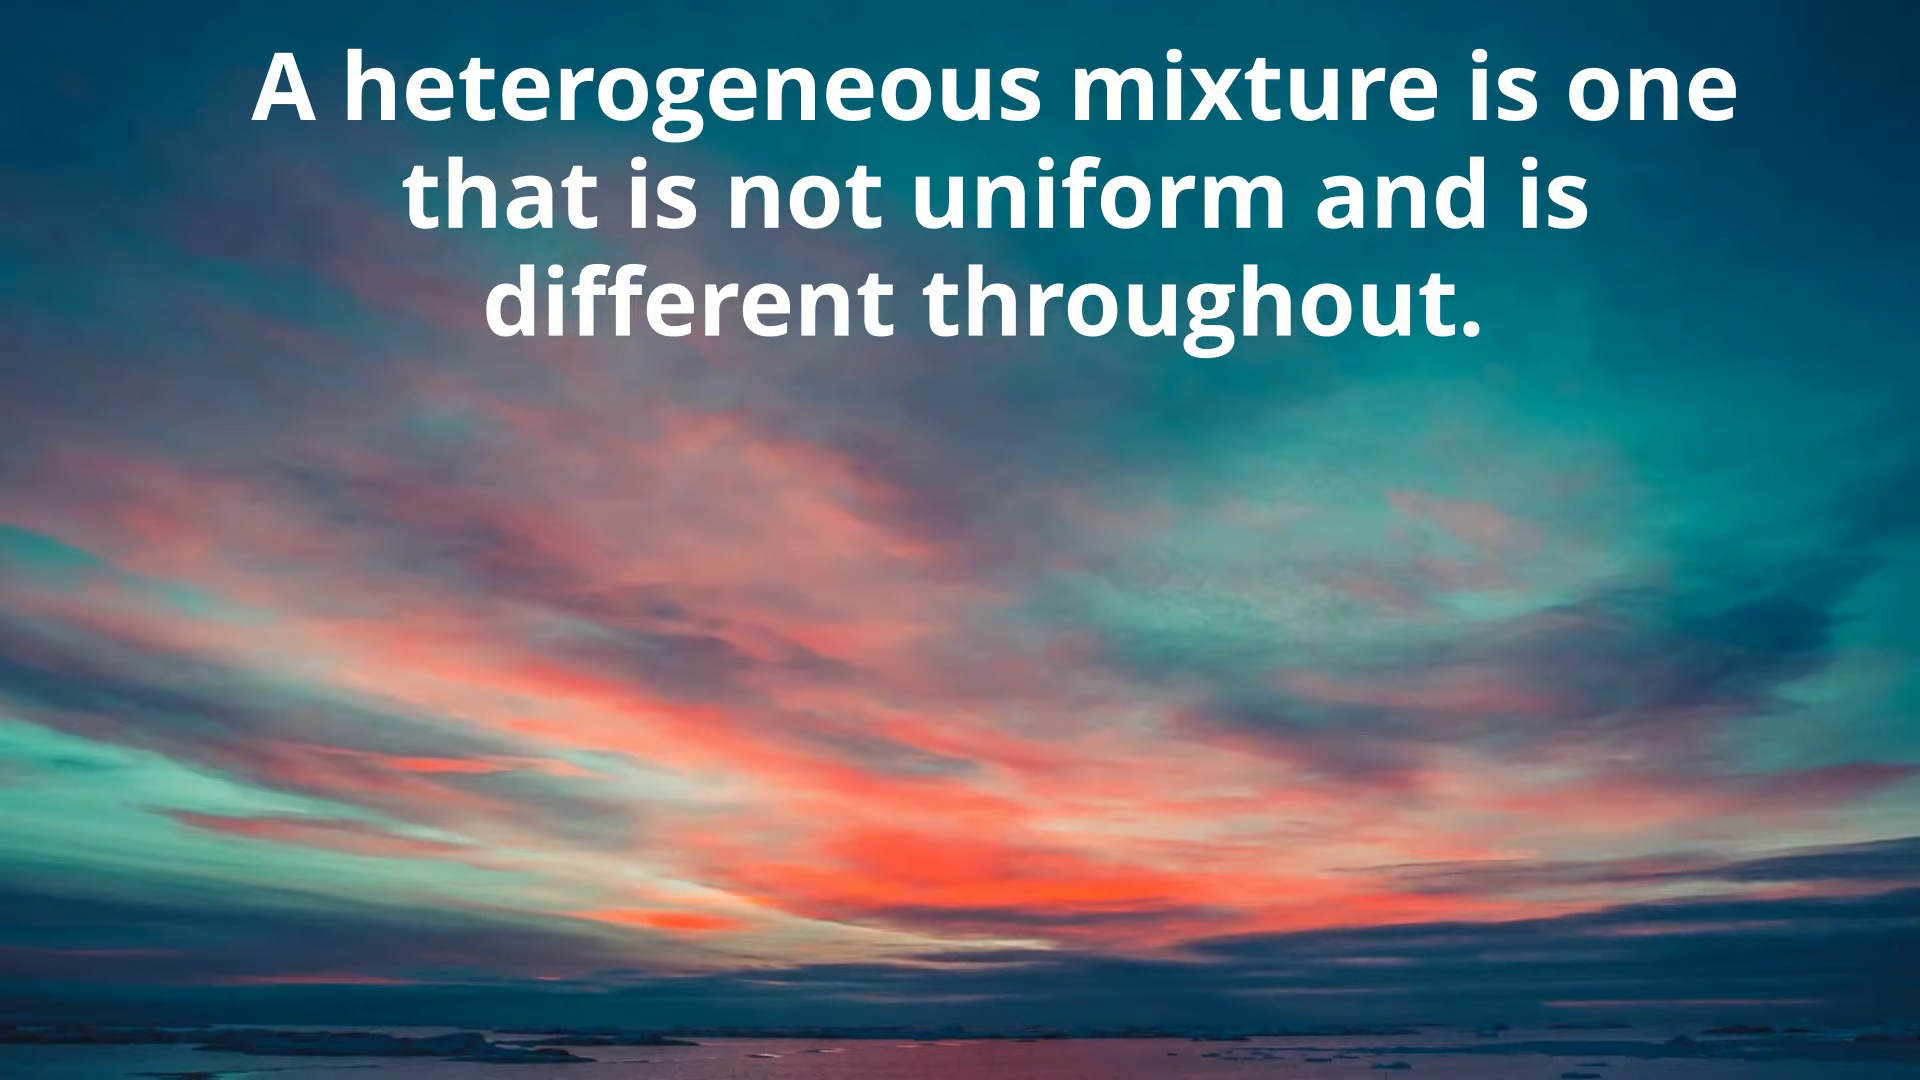 A heterogeneous mixture is one
that is not uniform and is
different throughout.